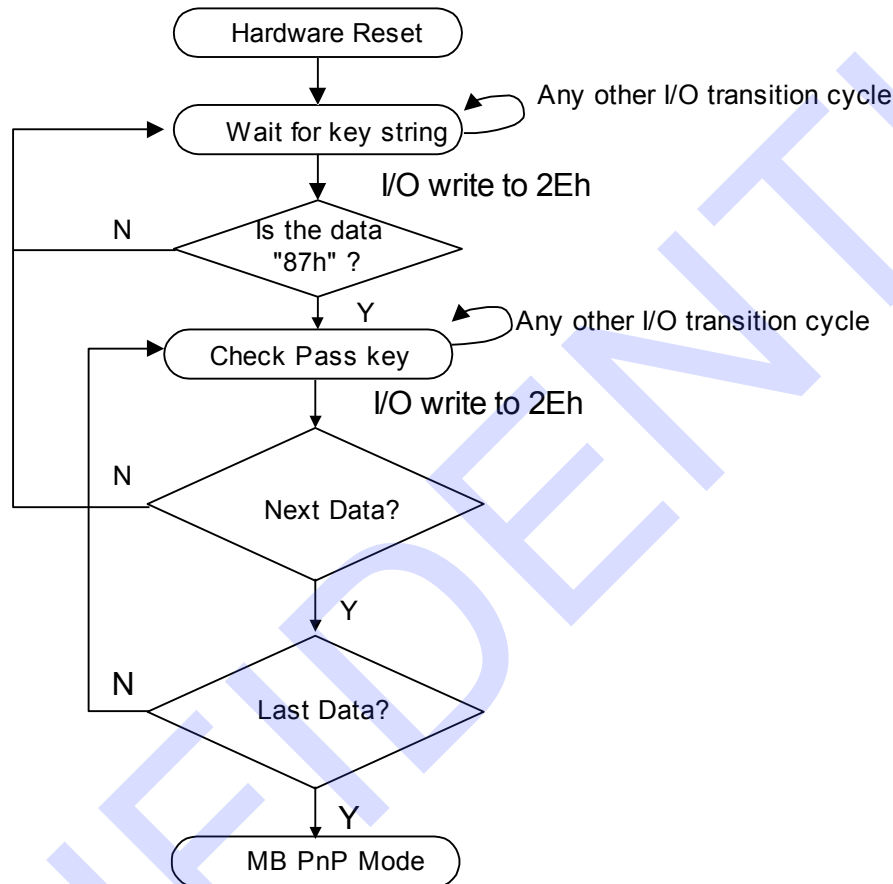 Hardware Reset
Any other I/O transition cycle
Wait for key string
I/O write to 2Eh
N
Is the data
"87h" ?
Y
Any other I/O transition cycle
Check Pass key
I/O write to 2Eh
N
Next Data?
Y
N
Last Data?
Y
MB PnP Mode